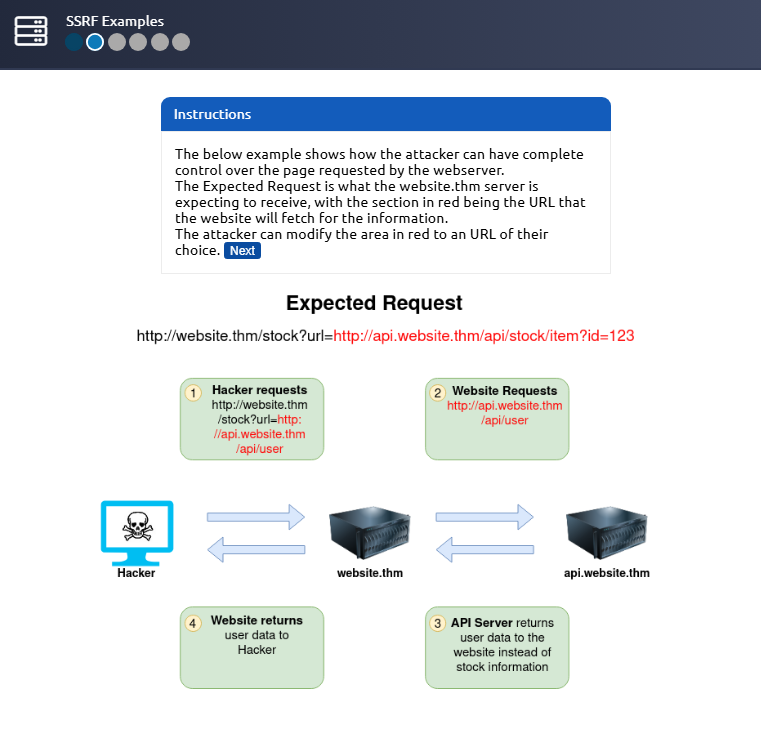 SSRF Examples
Instructions
The below example shows how the attacker can have complete
control over the page requested by the webserver.
The Expected Request is what the website.thm server is
expecting to receive, with the section in red being the URL that
the website will fetch for the information.
The attacker can modify the area in red to an URL of their
choice. Next
Expected Request
http://website.thm/stock?url=http://api.website.thm/api/stock/item?id=123
1 Hacker requests
http://website.thm
/stock?url=http:
//api.website.thm
/api/user
2 Website Requests
http://api.website.thm
/api/user
Hacker
website.thm
api.website.thm
4 Website returns
user data to
Hacker
3 API Server returns
user data to the
website instead of
stock information